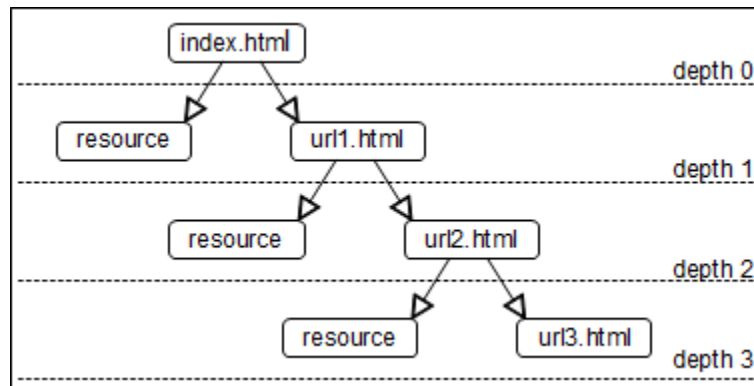 index.html
depth 0
resource
url1.html
depth 1
resource
url2.html
depth 2
resource
url3.html
depth 3